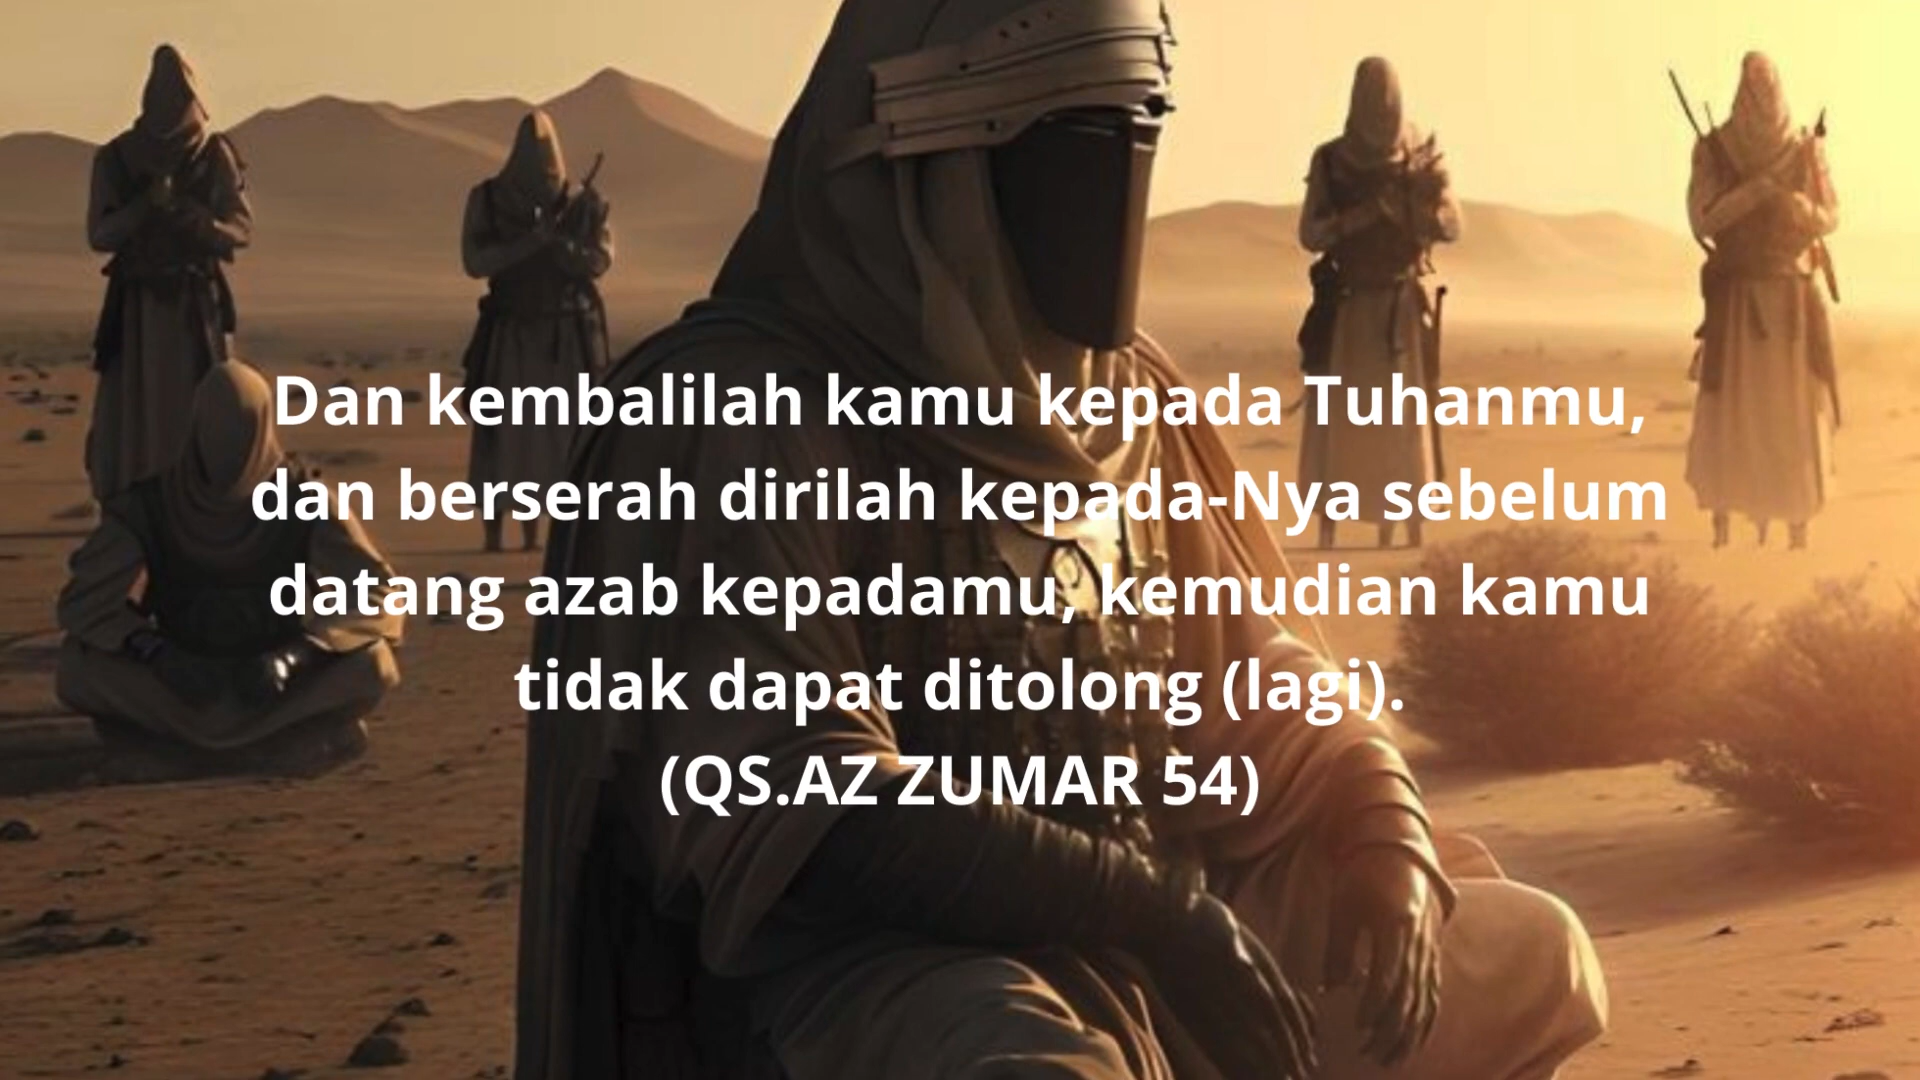 Dan kembalilah kamu kepada Tuhanmu,
dan berserah dirilah kepada-Nya sebelum
datang azab kepadamu, kemudian kamu
tidak dapat ditolong (lagi).
(QS.AZ ZUMAR 54)